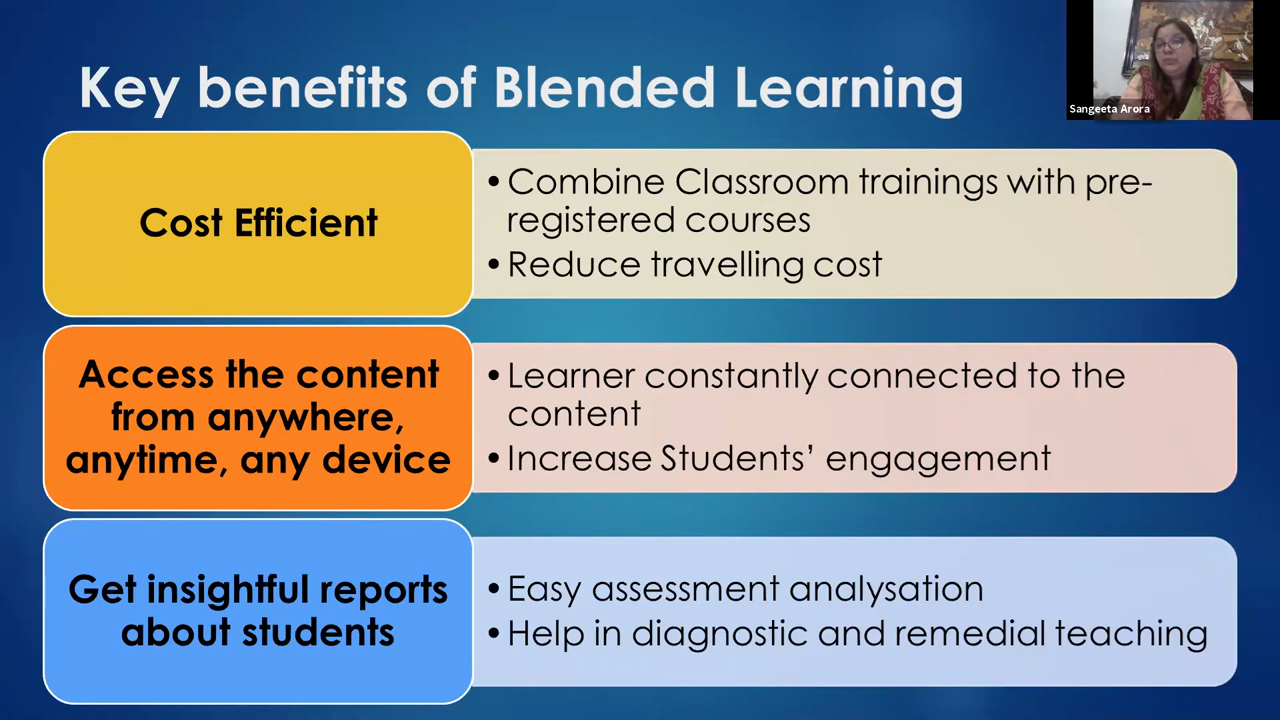 Key benefits of Blended Learning
Sangeeta Arora
Cost Efficient
• Combine Classroom trainings with pre-
registered courses
• Reduce travelling cost
Access the content
from anywhere,
anytime, any device
• Learner constantly connected to the
content
• Increase Students’ engagement
Get insightful reports
about students
• Easy assessment analysation
• Help in diagnostic and remedial teaching